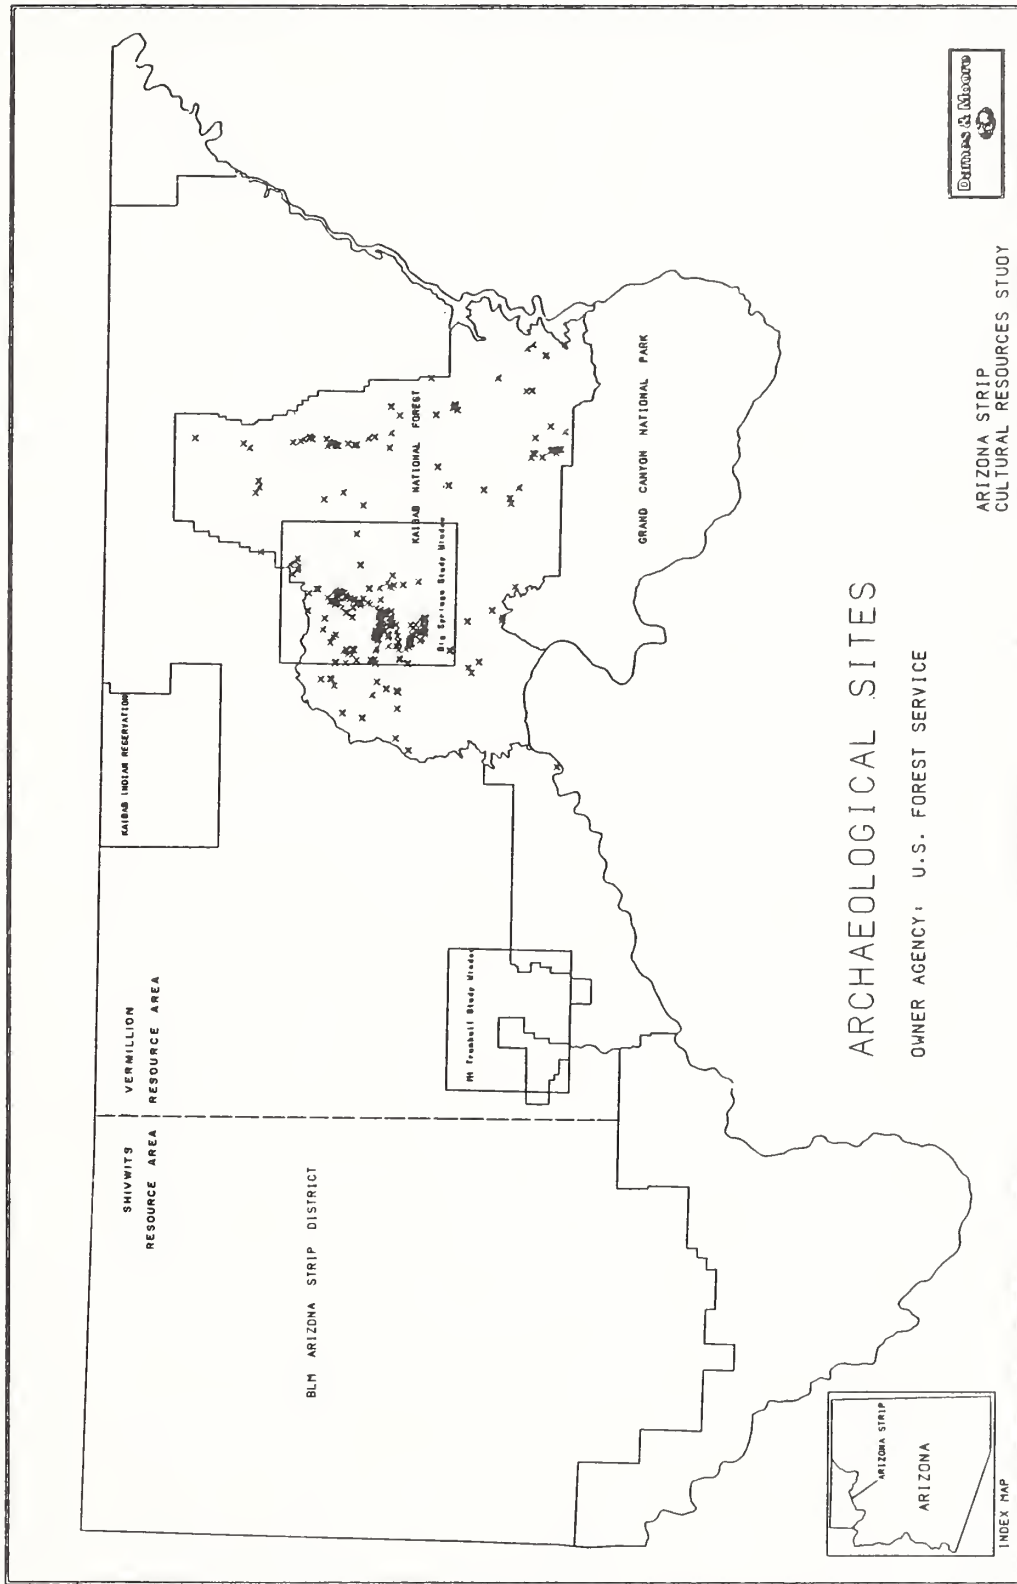 SHIVWITS
RESOURCE AREA
VERMILLION
RESOURCE AREA
KAIBAB INDIAN RESERVATION
BLM ARIZONA STRIP DISTRICT
Mt Trumbull Study Window
Big Springs Study Window
KAIBAB NATIONAL FOREST
GRAND CANYON NATIONAL PARK
ARCHAEOLOGICAL SITES
OWNER AGENCY: U.S. FOREST SERVICE
ARIZONA STRIP
ARIZONA
INDEX MAP
ARIZONA STRIP
CULTURAL RESOURCES STUDY
Dames & Moore